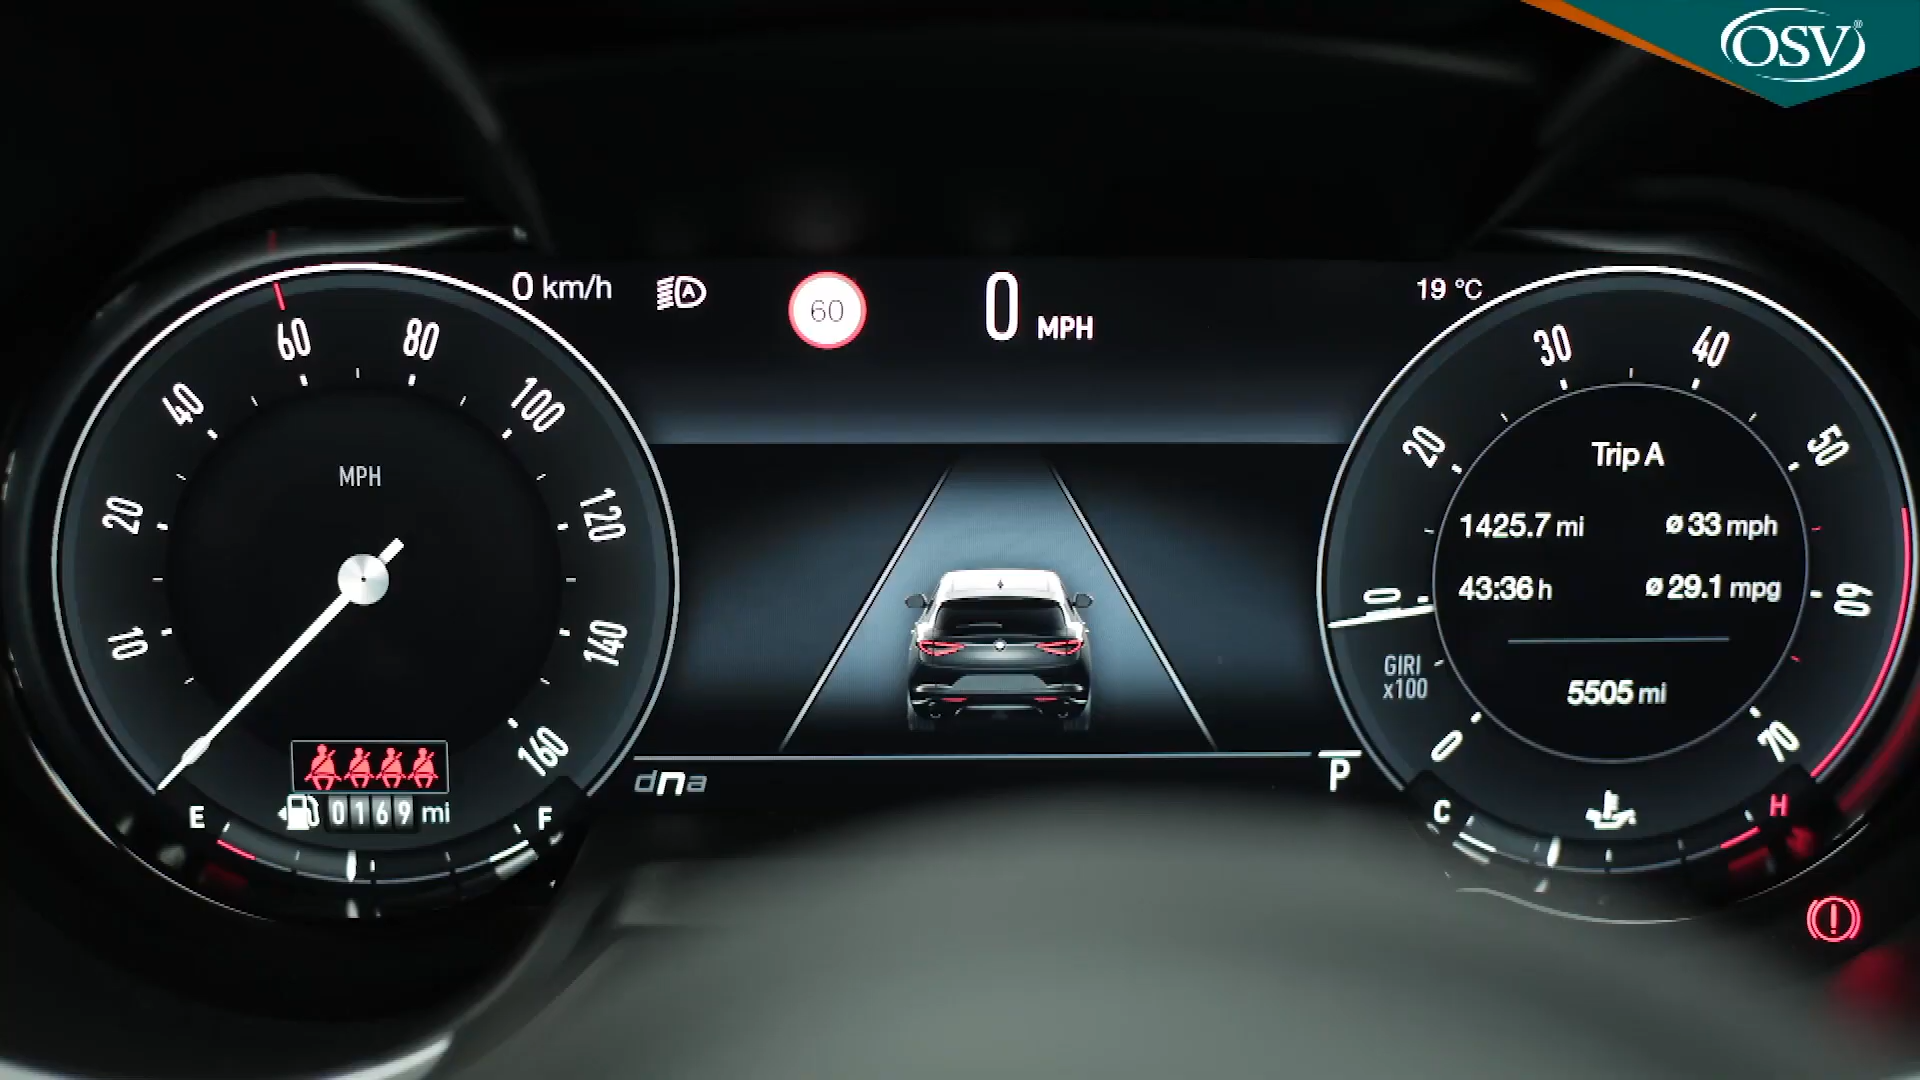 OSV®
0 km/h
60
0 MPH
19 °C
10
20
40
60
80
100
120
140
160
MPH
0169 mi
E
F
dna
P
0
10
20
30
40
50
60
70
GIRI
x100
Trip A
1425.7 mi
ø 33 mph
43:36 h
ø 29.1 mpg
5505 mi
C
H